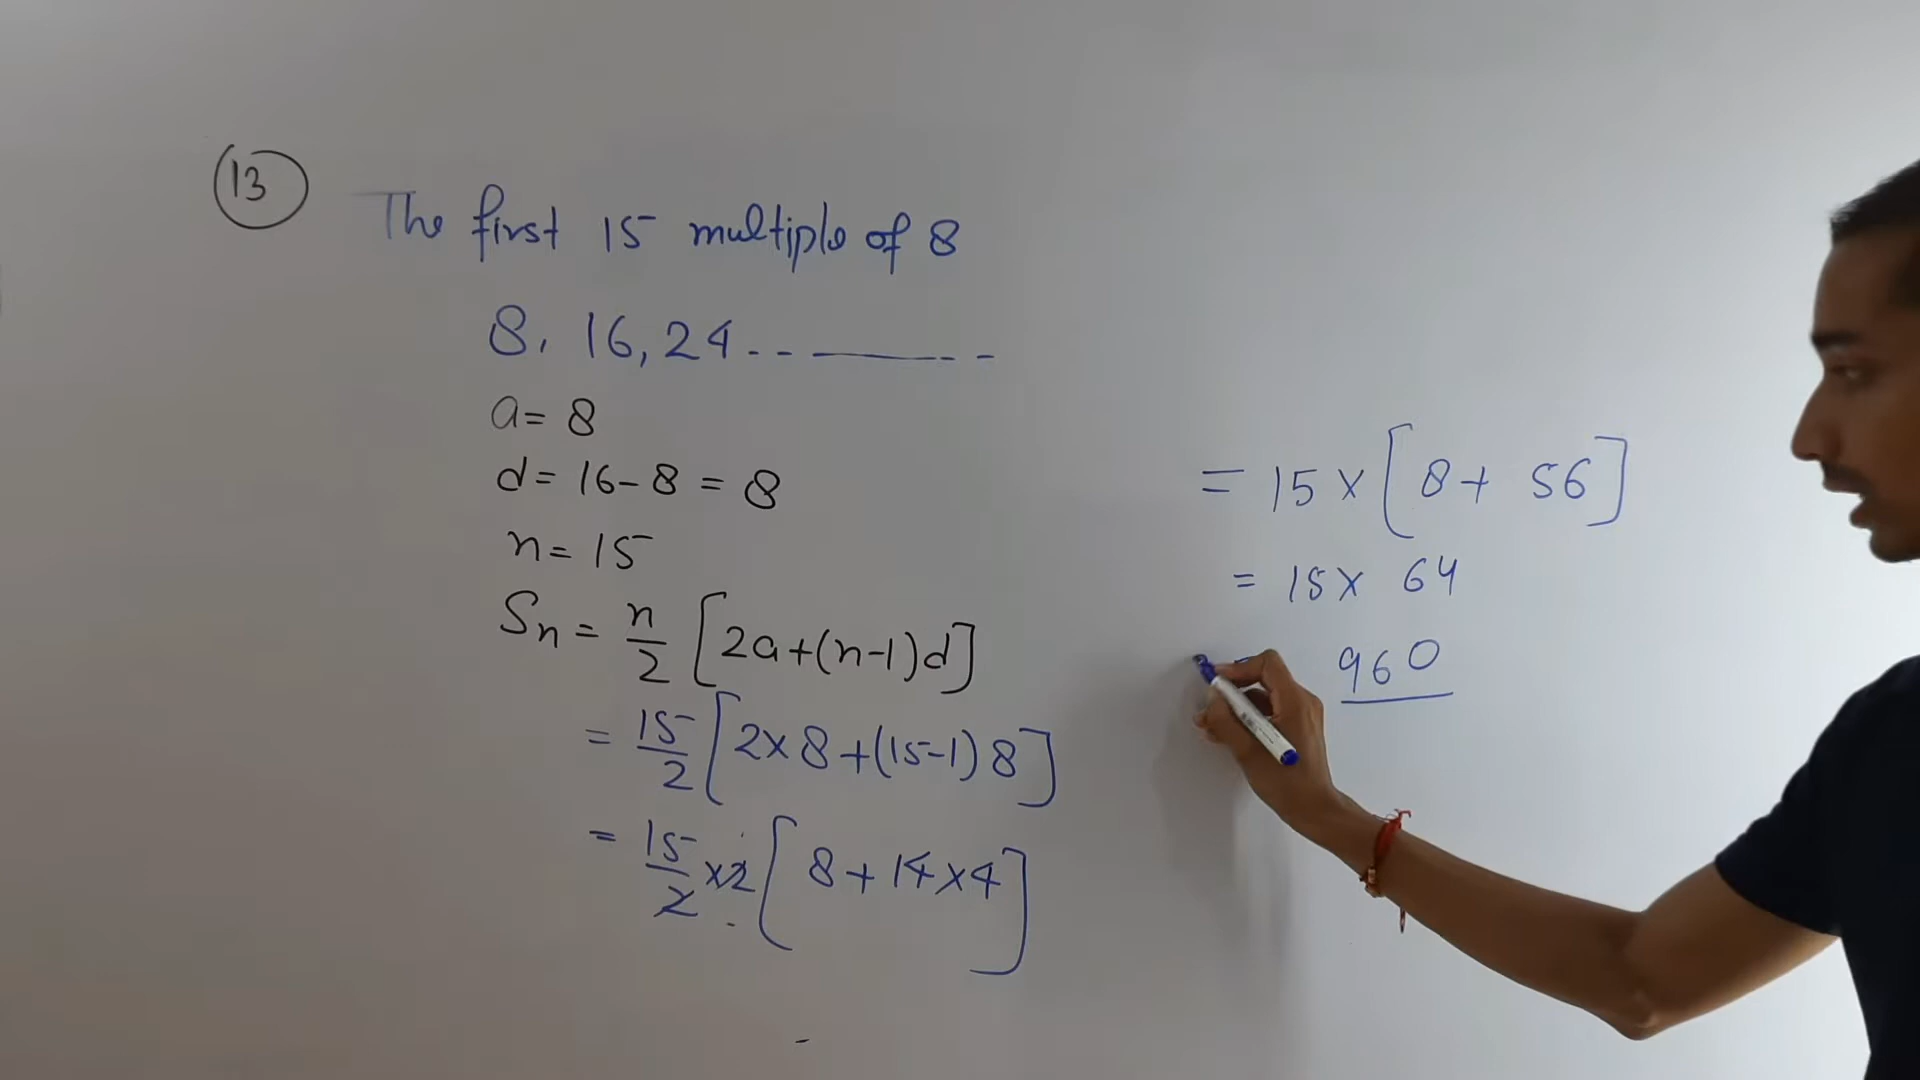 13
The first 15 multiple of 8
8, 16, 24 - - ——— - -
a = 8
d = 16 - 8 = 8
n = 15
Sn = n/2 [2a+(n-1)d]
= 15/2 [2×8+(15-1)8]
= 15/2 ×2 [8+14×4]
= 15 × [8+ 56]
= 15 × 64
= 960